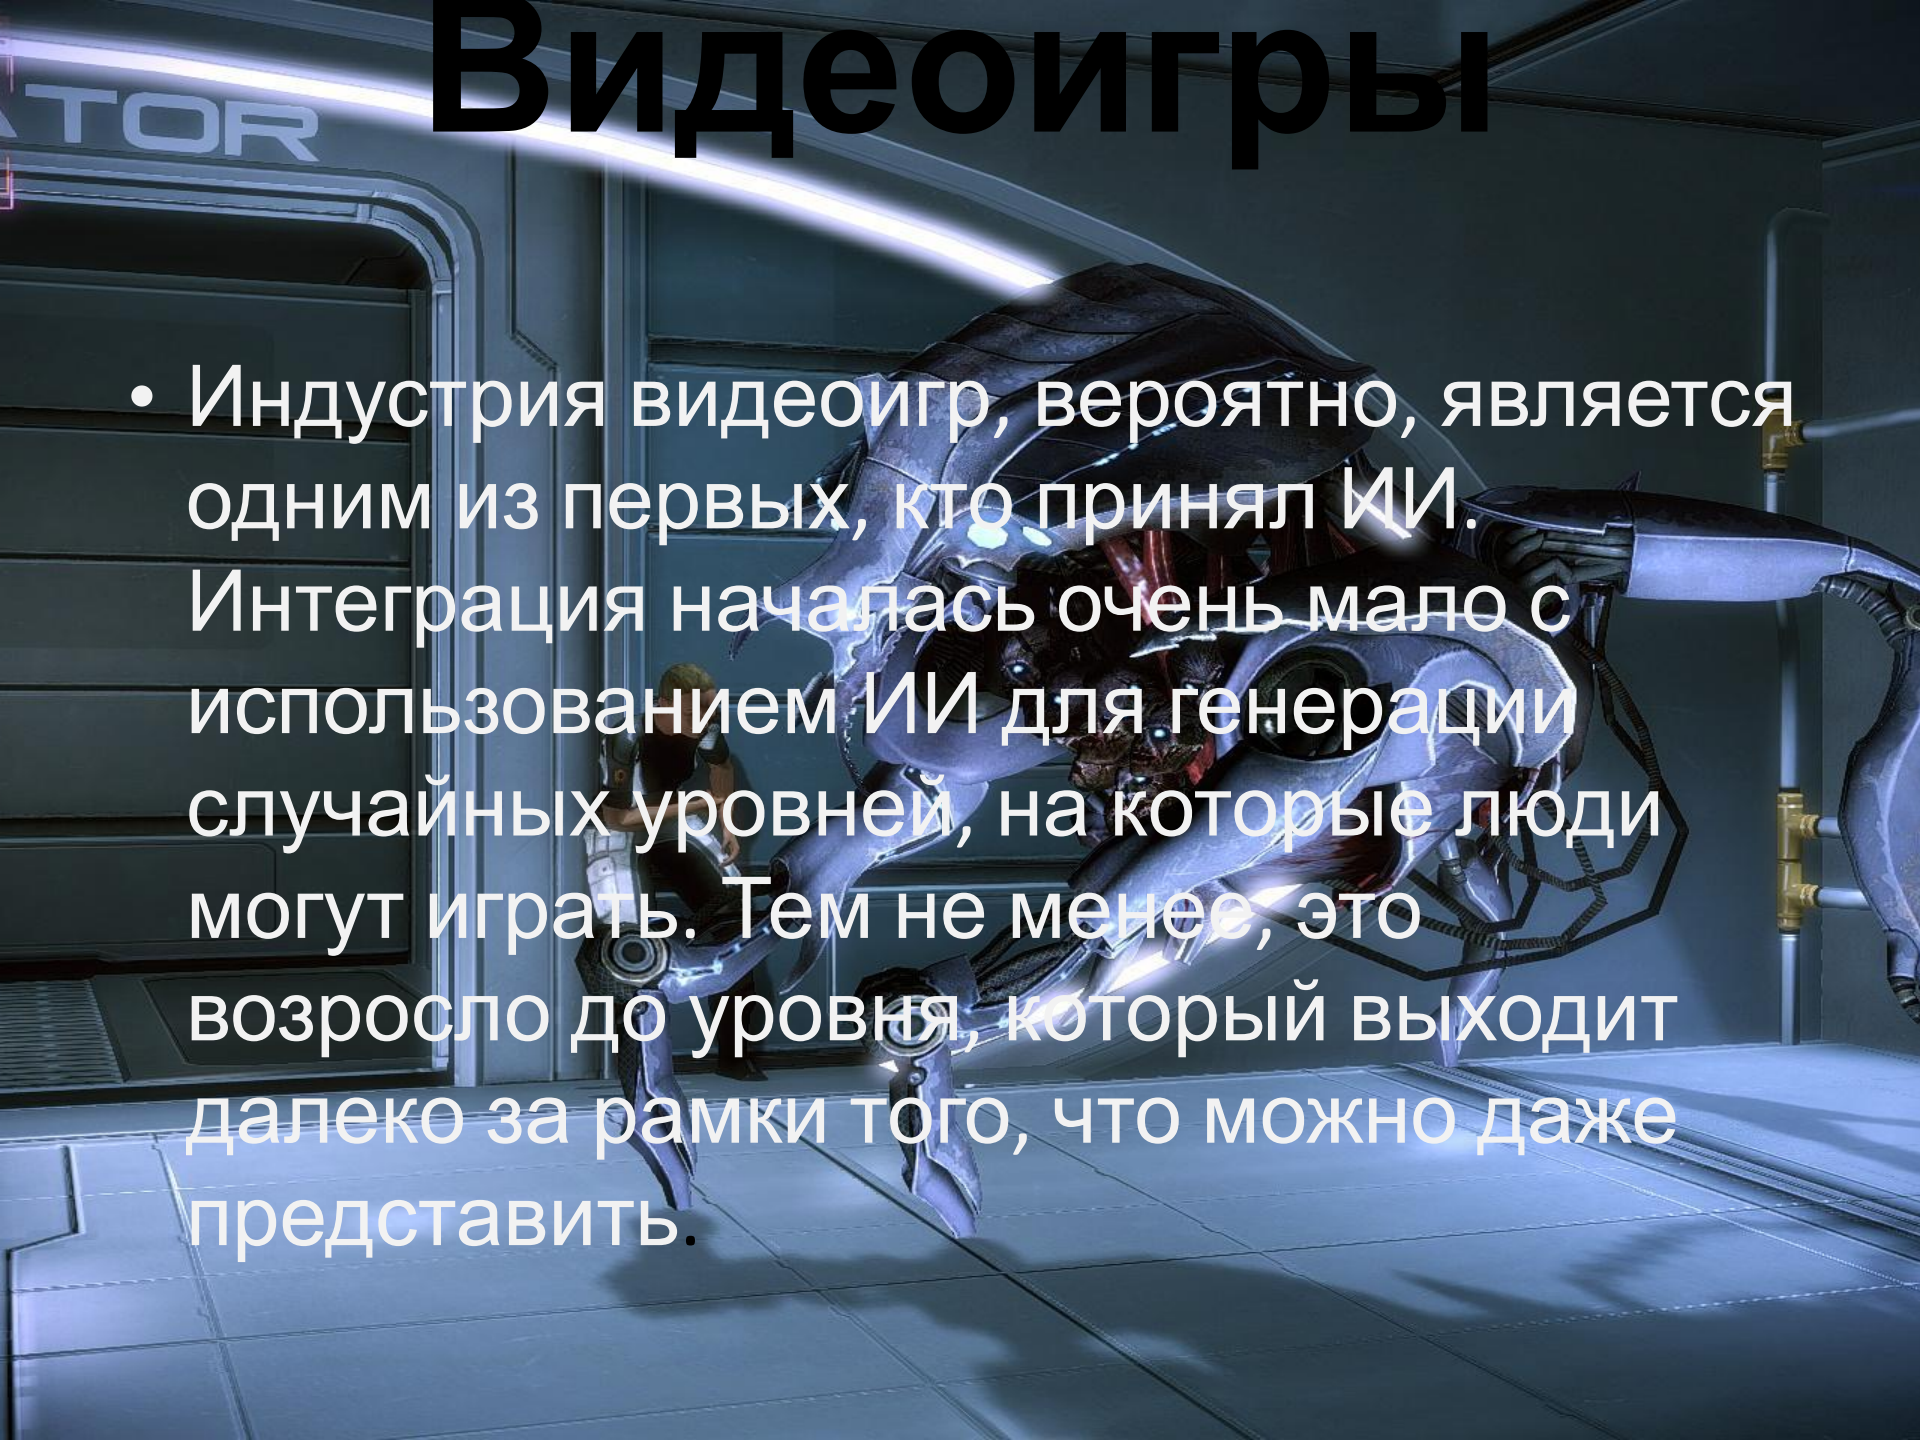 Видеоигры
TOR
• Индустрия видеоигр, вероятно, является
одним из первых, кто принял ИИ.
Интеграция началась очень мало с
использованием ИИ для генерации
случайных уровней, на которые люди
могут играть. Тем не менее, это
возросло до уровня, который выходит
далеко за рамки того, что можно даже
представить.